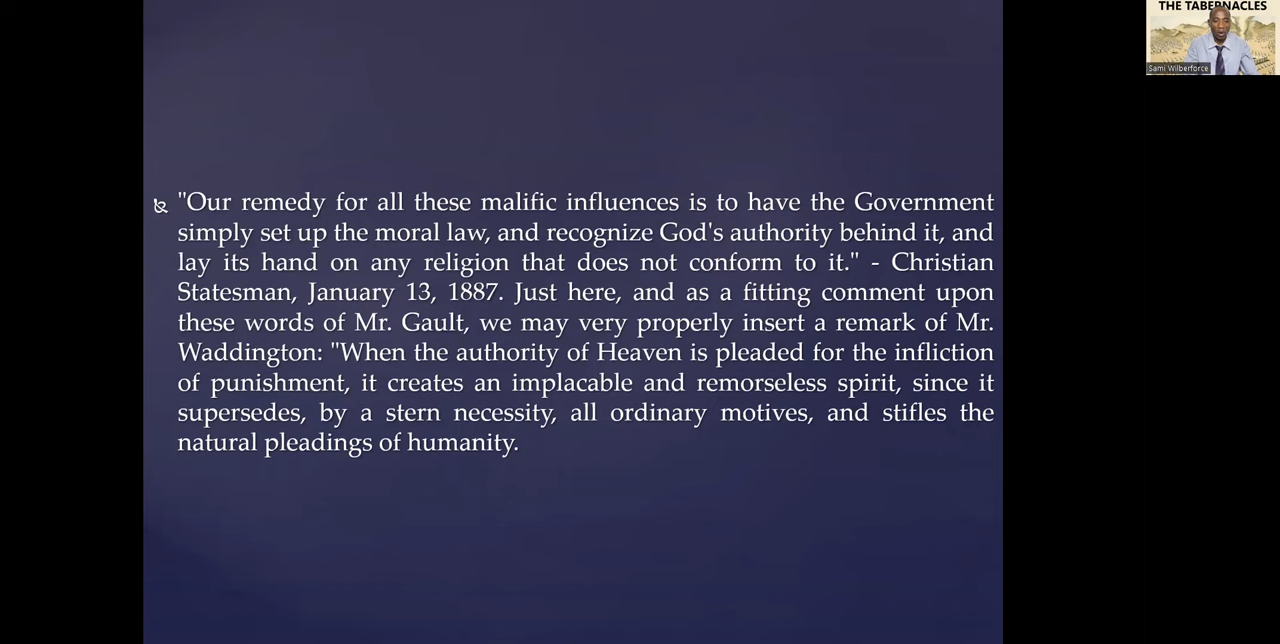 THE TABERNACLES
Sami Wilberforce
"Our remedy for all these malific influences is to have the Government
simply set up the moral law, and recognize God's authority behind it, and
lay its hand on any religion that does not conform to it." - Christian
Statesman, January 13, 1887. Just here, and as a fitting comment upon
these words of Mr. Gault, we may very properly insert a remark of Mr.
Waddington: "When the authority of Heaven is pleaded for the infliction
of punishment, it creates an implacable and remorseless spirit, since it
supersedes, by a stern necessity, all ordinary motives, and stifles the
natural pleadings of humanity.